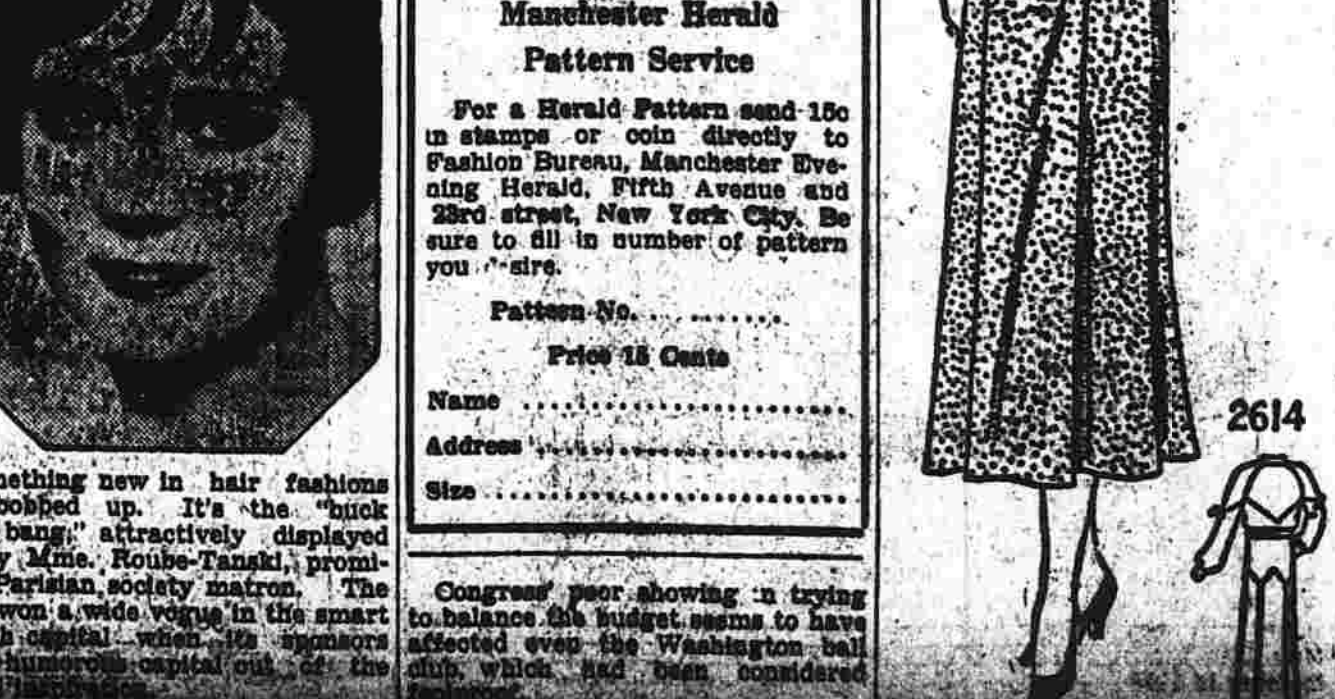 Manchester Herald
Pattern Service
For a Herald Pattern send 15c
in stamps or coin directly to
Fashion Bureau, Manchester Eve-
ning Herald, Fifth Avenue and
23rd street, New York City. Be
sure to fill in number of pattern
you
Pattern No. ..........
Price 15 Cents
Name ..............................
Address ..............................
Size ..............................
mething new in hair fashions
bobbed up. It's the "buck
bang," attractively displayed
y Mme. Roube-Tanski, promi-
Parisian society matron. The
won a wide vogue in the smart
h capital when its sponsors
humorous capital out of the
Congress' poor showing in trying
to balance the budget seems to have
affected even the Washington ball
club, which had been considered
2614